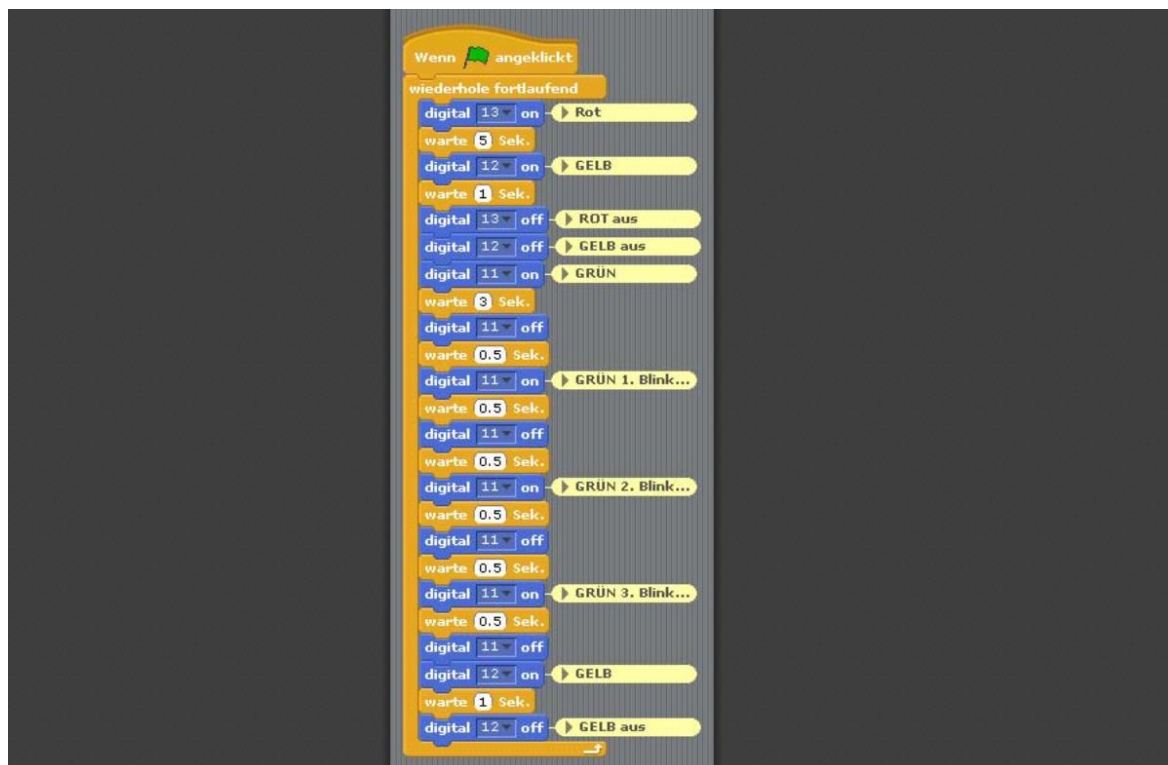 Wenn angeklickt
wiederhole fortlaufend
digital 13 on Rot
warte 5 Sek.
digital 12 on GELB
warte 1 Sek.
digital 13 off ROT aus
digital 12 off GELB aus
digital 11 on GRÜN
warte 3 Sek.
digital 11 off
warte 0.5 Sek.
digital 11 on GRÜN 1. Blink...
warte 0.5 Sek.
digital 11 off
warte 0.5 Sek.
digital 11 on GRÜN 2. Blink...
warte 0.5 Sek.
digital 11 off
warte 0.5 Sek.
digital 11 on GRÜN 3. Blink...
warte 0.5 Sek.
digital 11 off
digital 12 on GELB
warte 1 Sek.
digital 12 off GELB aus